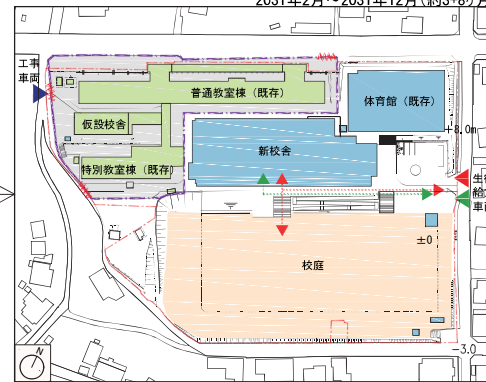 2031年2月～2031年12月（約3+8ヶ月）
工事
車両
普通教室棟（既存）
体育館（既存）
仮設校舎
+8.0m
新校舎
特別教室棟（既存）
生徒
車両
±0
校庭
-3.0
N